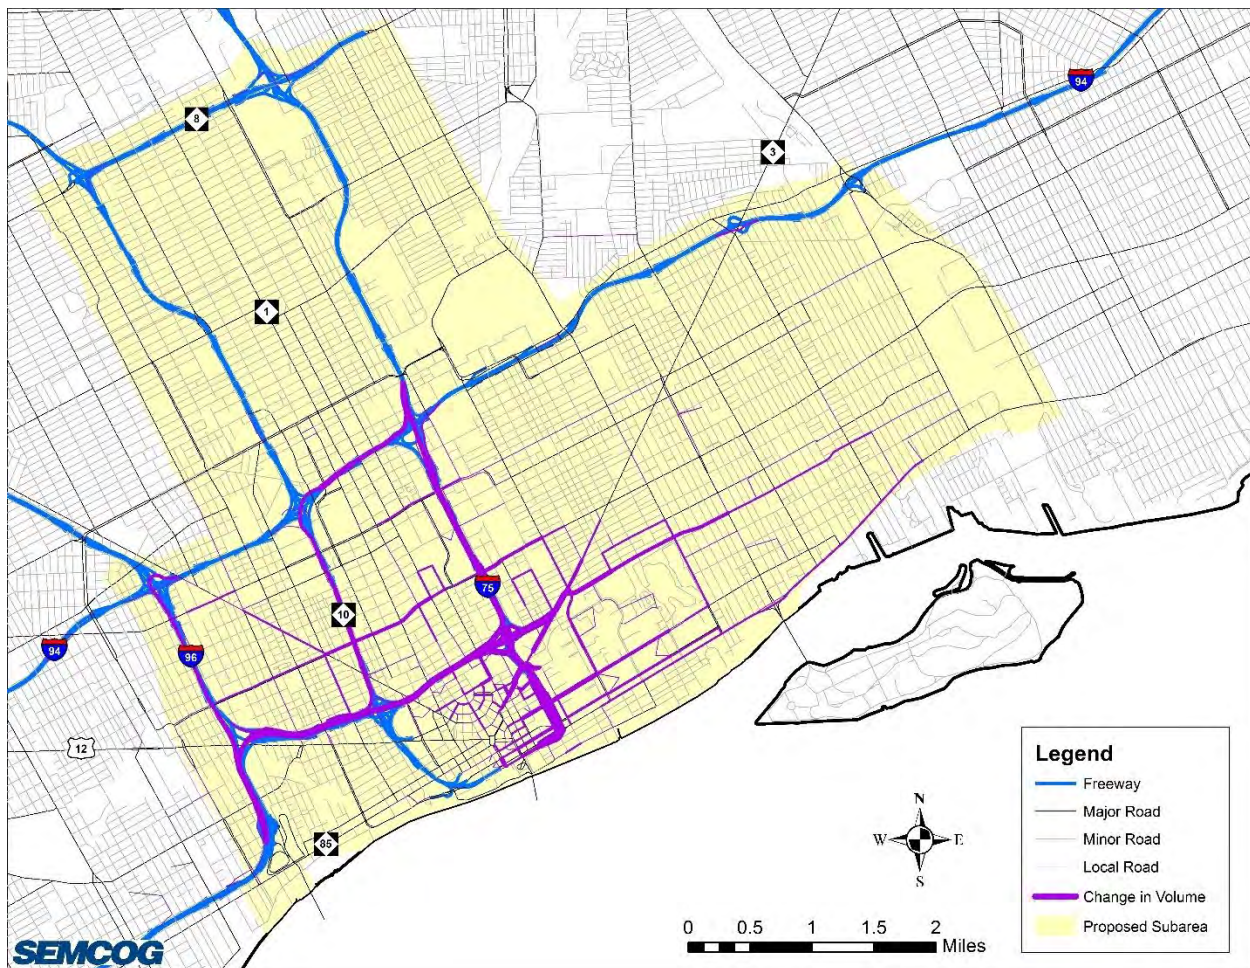 94
8
3
1
75
10
94
96
12
85
Legend
Freeway
Major Road
Minor Road
Local Road
Change in Volume
Proposed Subarea
N
W
E
S
0
0.5
1
1.5
2
Miles
SEMCOG